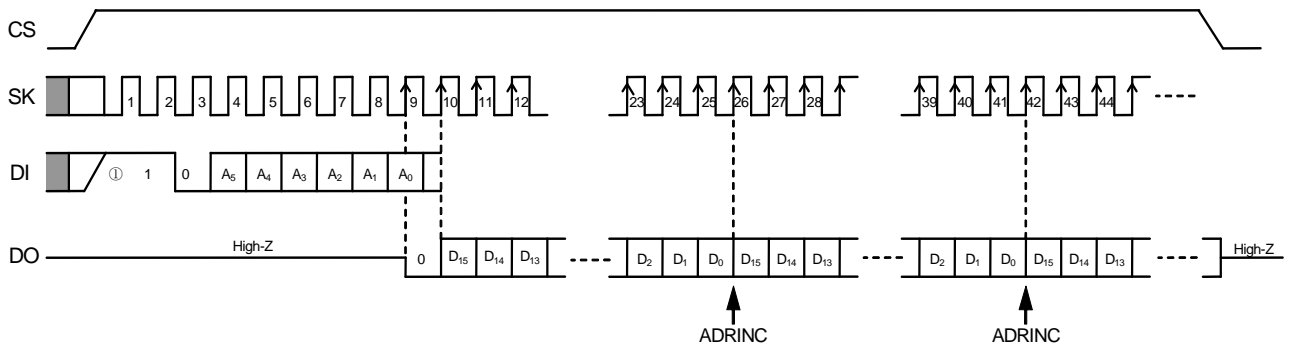 CS
SK 1 2 3 4 5 6 7 8 9 10 11 12 23 24 25 26 27 28 39 40 41 42 43 44
DI ① 1 0 A5 A4 A3 A2 A1 A0
DO High-Z 0 D15 D14 D13 D2 D1 D0 D15 D14 D13 D2 D1 D0 D15 D14 D13 High-Z
ADRINC ADRINC